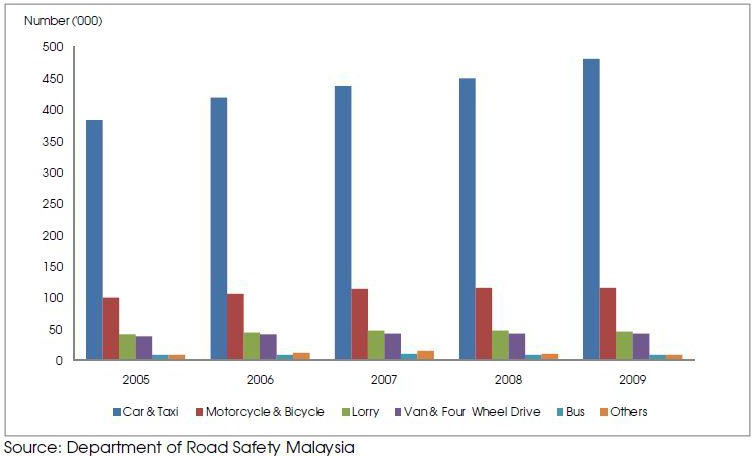 Number ('000)
500
450
400
350
300
250
200
150
100
50
0
2005 2006 2007 2008 2009
Car & Taxi Motorcycle & Bicycle Lorry Van & Four Wheel Drive Bus Others
Source: Department of Road Safety Malaysia